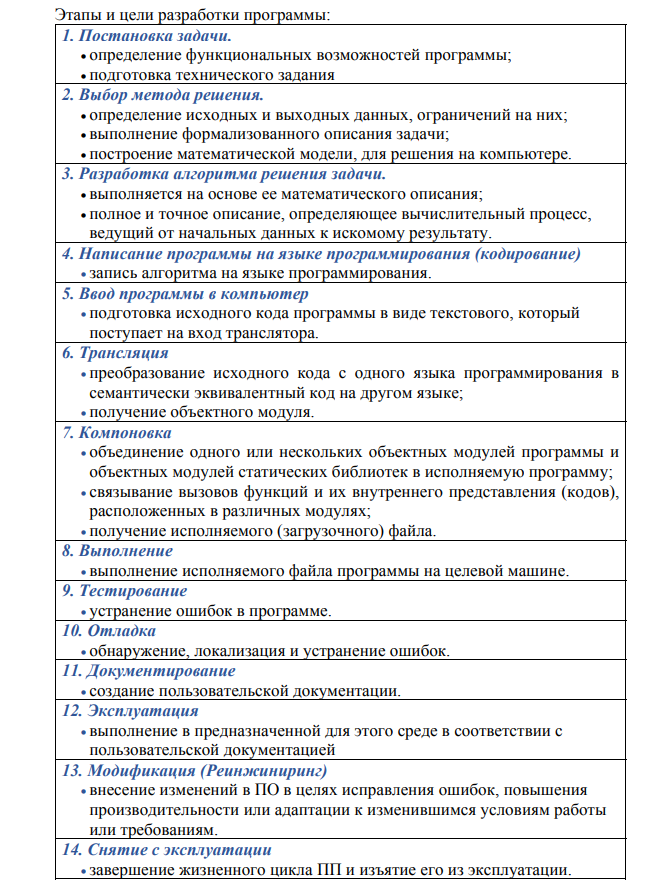 Этапы и цели разработки программы:
1. Постановка задачи.
• определение функциональных возможностей программы;
• подготовка технического задания
2. Выбор метода решения.
• определение исходных и выходных данных, ограничений на них;
• выполнение формализованного описания задачи;
• построение математической модели, для решения на компьютере.
3. Разработка алгоритма решения задачи.
• выполняется на основе ее математического описания;
• полное и точное описание, определяющее вычислительный процесс,
ведущий от начальных данных к искомому результату.
4. Написание программы на языке программирования (кодирование)
• запись алгоритма на языке программирования.
5. Ввод программы в компьютер
• подготовка исходного кода программы в виде текстового, который
поступает на вход транслятора.
6. Трансляция
• преобразование исходного кода с одного языка программирования в
семантически эквивалентный код на другом языке;
• получение объектного модуля.
7. Компоновка
• объединение одного или нескольких объектных модулей программы и
объектных модулей статических библиотек в исполняемую программу;
• связывание вызовов функций и их внутреннего представления (кодов),
расположенных в различных модулях;
• получение исполняемого (загрузочного) файла.
8. Выполнение
• выполнение исполняемого файла программы на целевой машине.
9. Тестирование
• устранение ошибок в программе.
10. Отладка
• обнаружение, локализация и устранение ошибок.
11. Документирование
• создание пользовательской документации.
12. Эксплуатация
• выполнение в предназначенной для этого среде в соответствии с
пользовательской документацией
13. Модификация (Реинжиниринг)
• внесение изменений в ПО в целях исправления ошибок, повышения
производительности или адаптации к изменившимся условиям работы
или требованиям.
14. Снятие с эксплуатации
• завершение жизненного цикла ПП и изъятие его из эксплуатации.